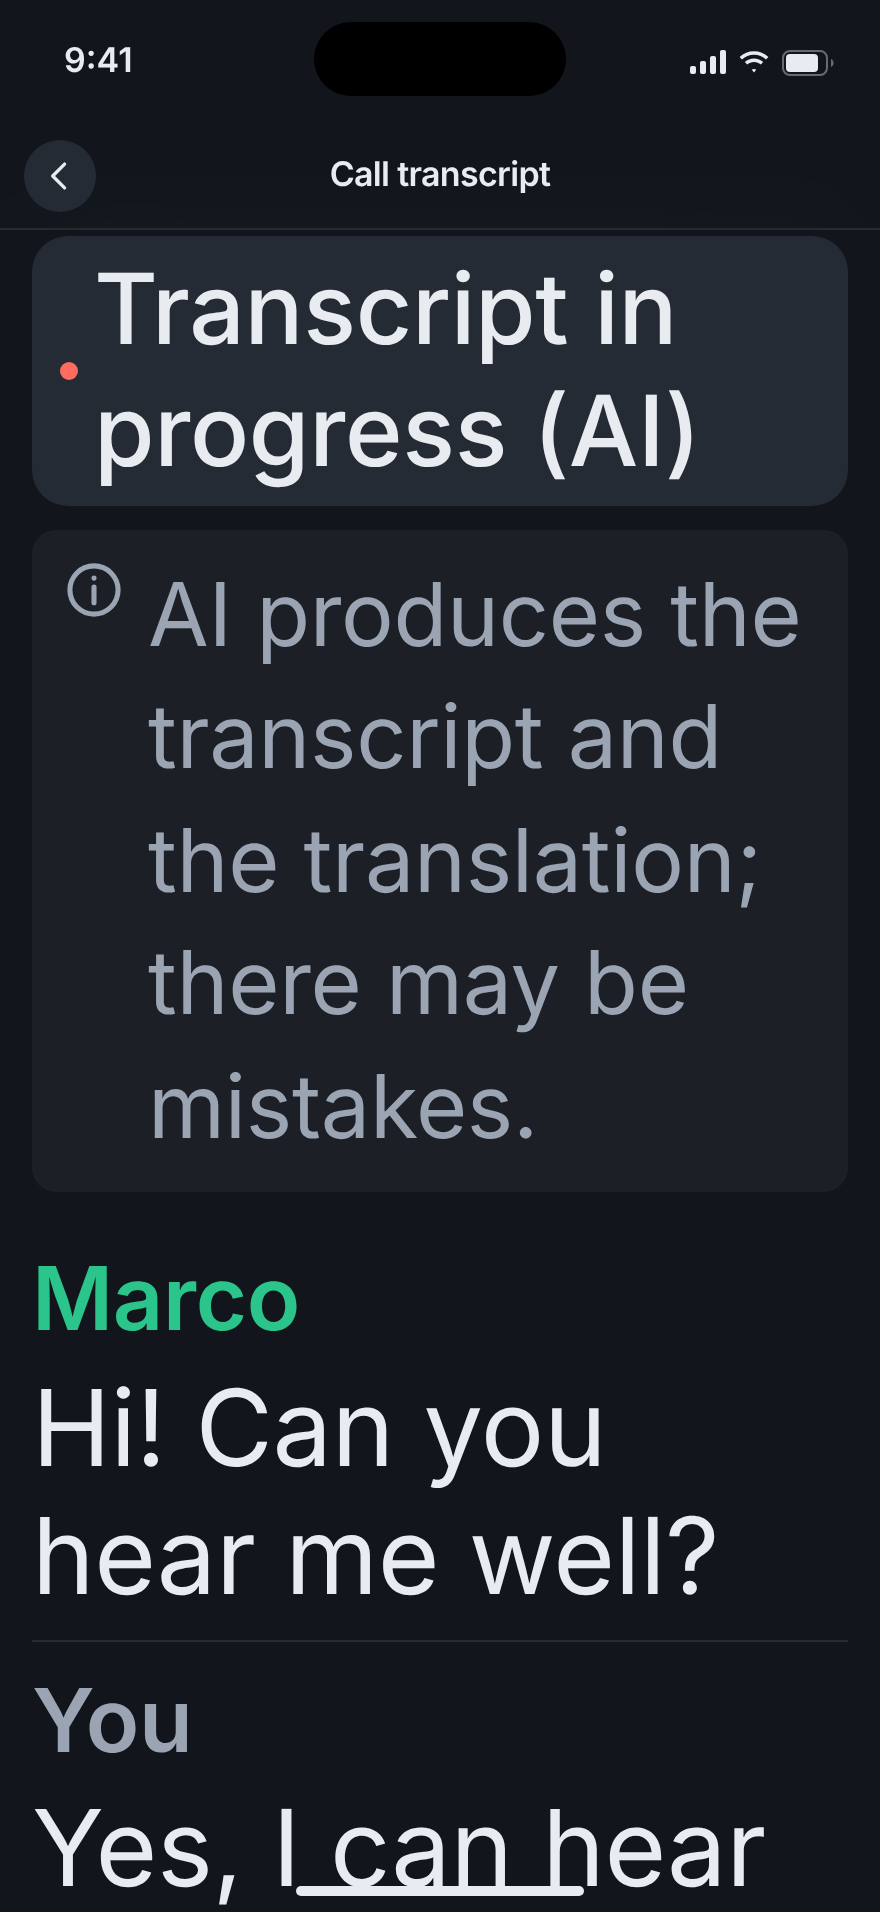 9:41
Call transcript
Transcript in
progress (AI)
AI produces the
transcript and
the translation;
there may be
mistakes.
Marco
Hi! Can you
hear me well?
You
Yes, I can hear